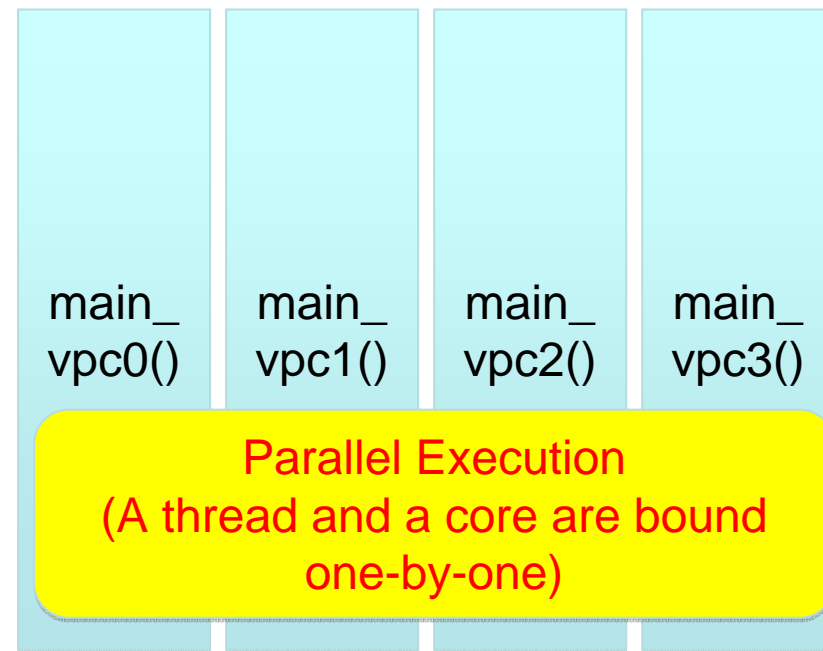 main_
vpc0()
main_
vpc1()
main_
vpc2()
main_
vpc3()
Parallel Execution
(A thread and a core are bound
one-by-one)